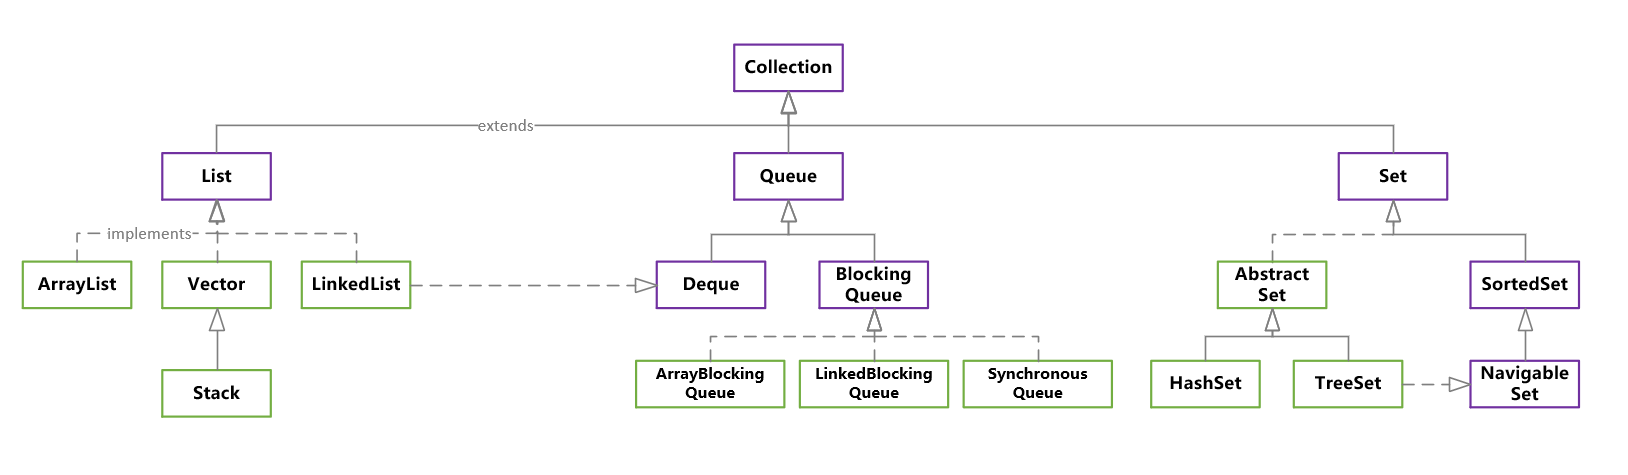 Collection
extends
List
Queue
Set
implements
ArrayList
Vector
LinkedList
Deque
Blocking
Queue
Abstract
Set
SortedSet
Stack
ArrayBlocking
Queue
LinkedBlocking
Queue
Synchronous
Queue
HashSet
TreeSet
Navigable
Set